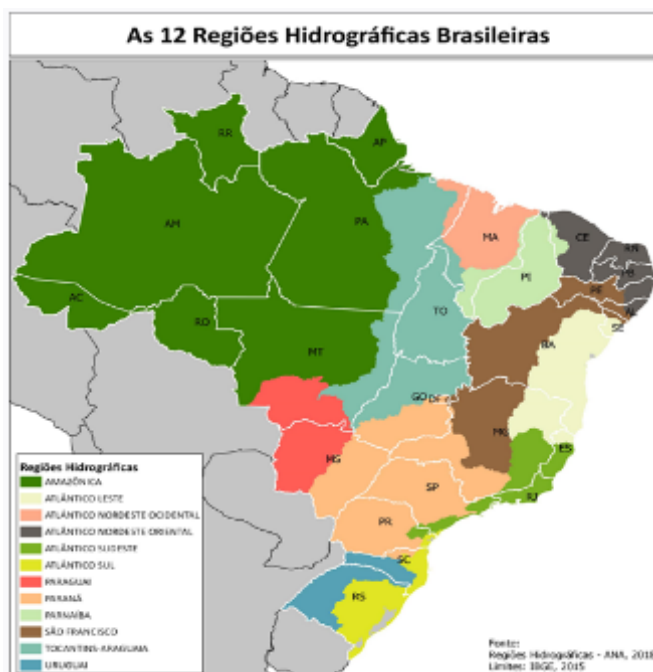 As 12 Regiões Hidrográficas Brasileiras
RR
AP
AM
PA
MA
CE
RN
PB
PI
PE
AL
SE
AC
RO
TO
BA
MT
GO
DF
MG
ES
MS
SP
RJ
PR
SC
RS
Regiões Hidrográficas
AMAZÔNICA
ATLÂNTICO LESTE
ATLÂNTICO NORDESTE OCIDENTAL
ATLÂNTICO NORDESTE ORIENTAL
ATLÂNTICO SUDESTE
ATLÂNTICO SUL
PARAGUAI
PARANÁ
PARNAÍBA
SÃO FRANCISCO
TOCANTINS-ARAGUAIA
URUGUAI
Fonte:
Regiões Hidrográficas - ANA, 2018
Limites: IBGE, 2015